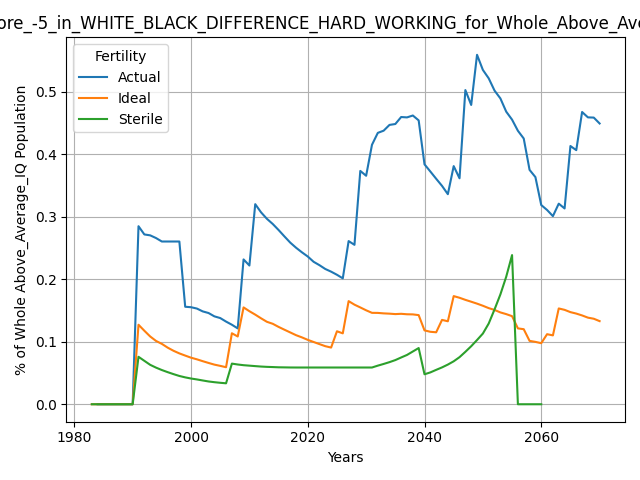 ore_-5_in_WHITE_BLACK_DIFFERENCE_HARD_WORKING_for_Whole_Above_Ave
Fertility
Actual
Ideal
Sterile
% of Whole Above_Average_IQ Population
0.5
0.4
0.3
0.2
0.1
0.0
1980
2000
2020
2040
2060
Years